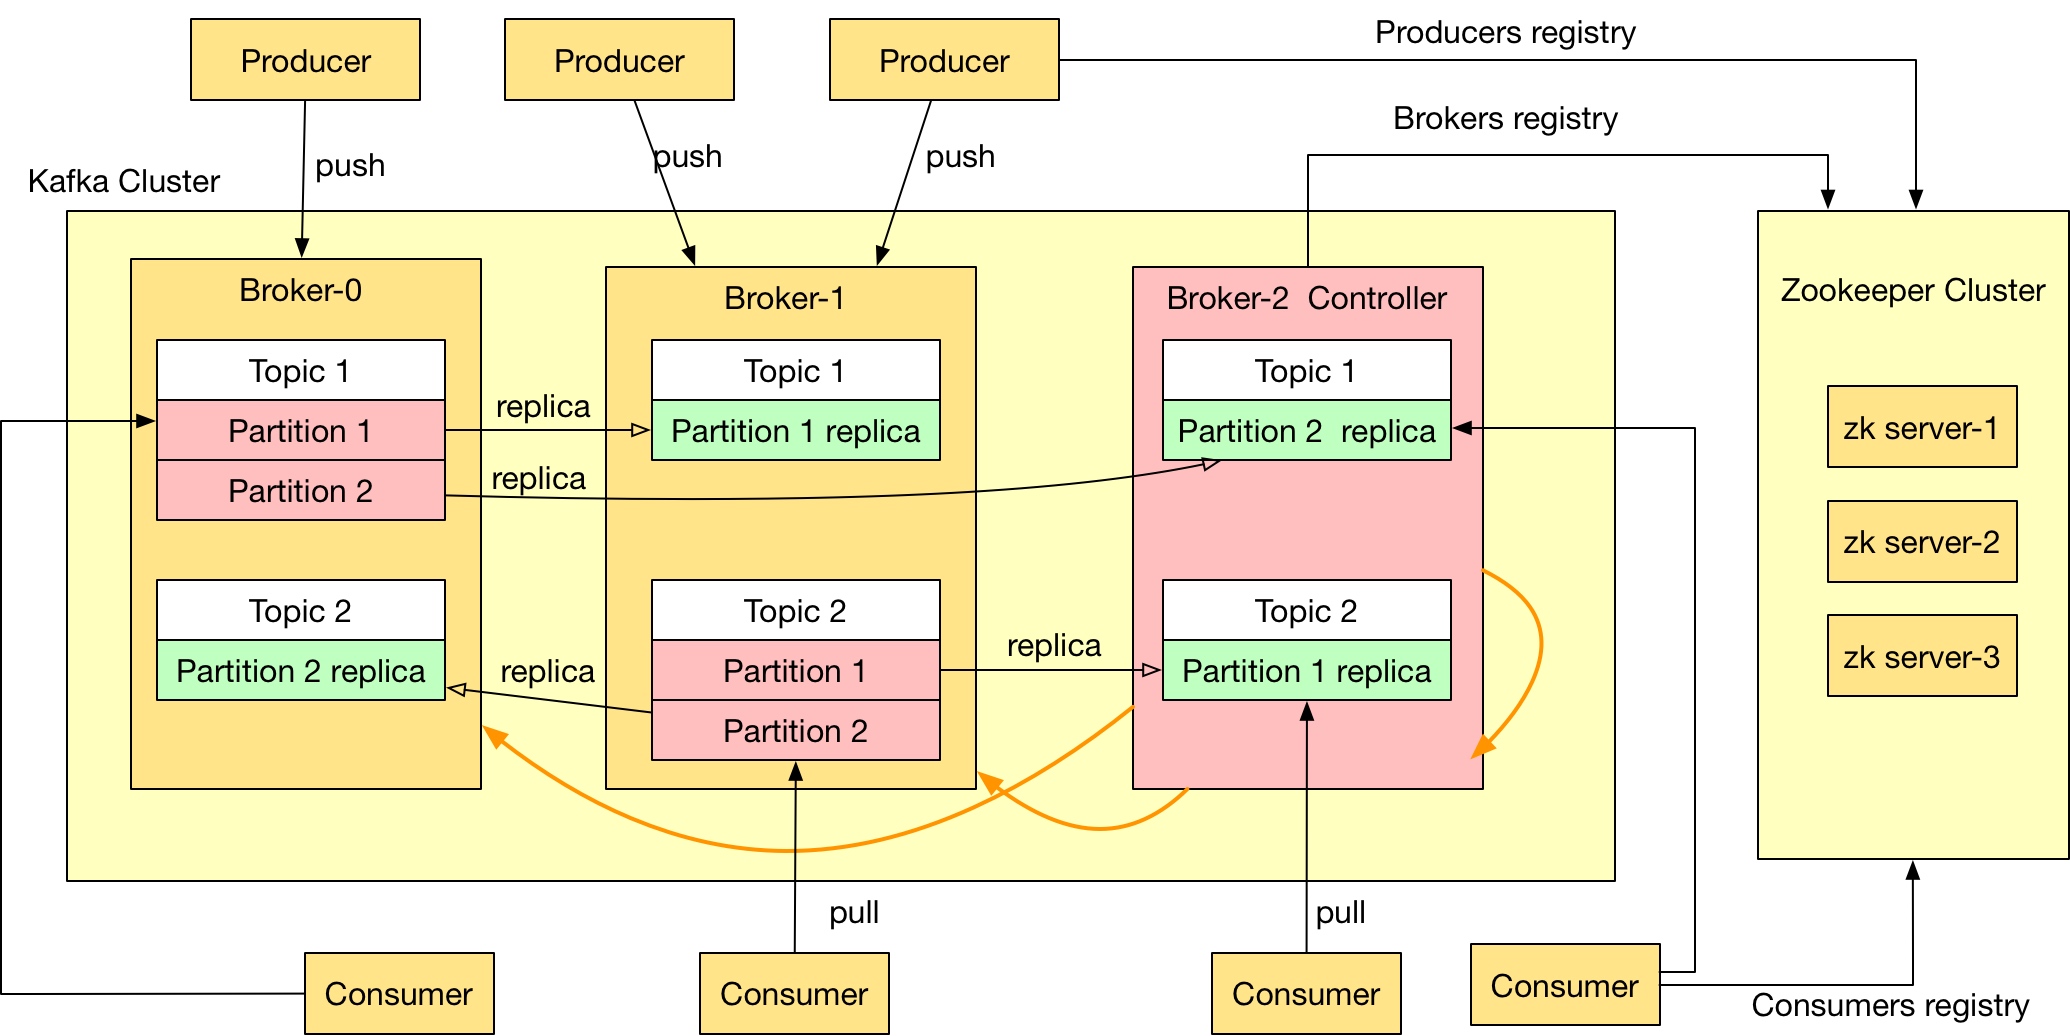 Producers registry
Producer
Producer
Producer
Brokers registry
push
push
push
Kafka Cluster
Broker-0
Broker-1
Broker-2  Controller
Zookeeper Cluster
Topic 1
Topic 1
Topic 1
replica
Partition 1
Partition 1 replica
Partition 2  replica
zk server-1
replica
Partition 2
zk server-2
Topic 2
Topic 2
Topic 2
replica
zk server-3
Partition 2 replica
replica
Partition 1
Partition 1 replica
Partition 2
pull
pull
Consumer
Consumer
Consumer
Consumer
Consumers registry